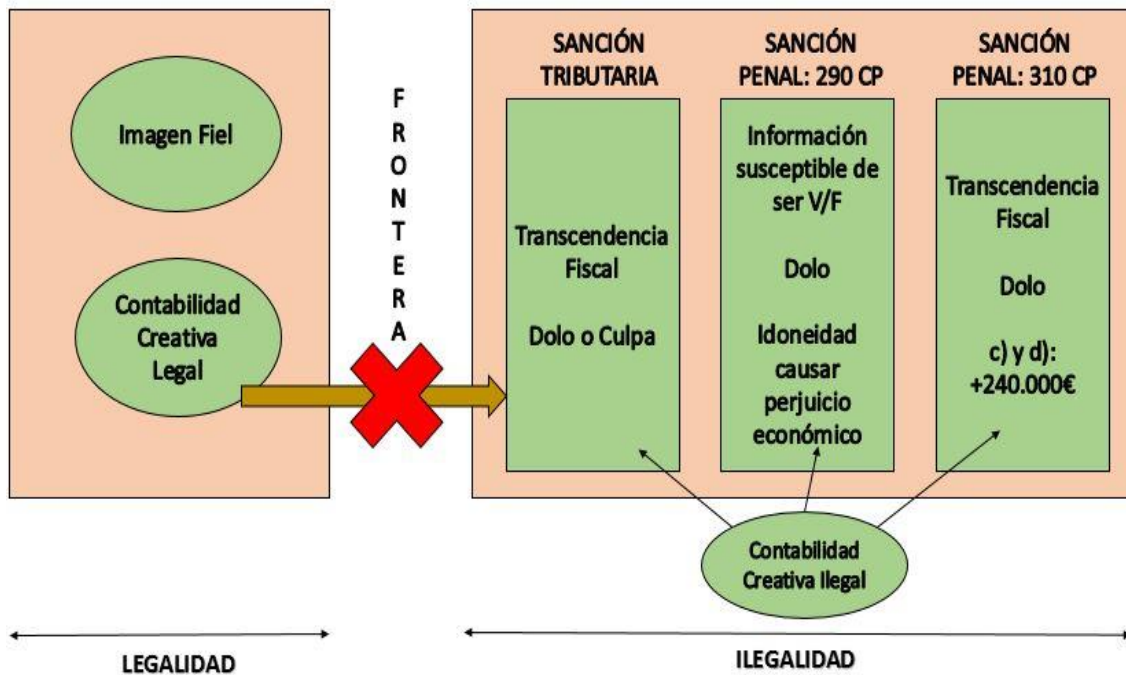 Imagen Fiel
Contabilidad
Creativa
Legal
FRONTERA
SANCIÓN
TRIBUTARIA
Transcendencia
Fiscal
Dolo o Culpa
SANCIÓN
PENAL: 290 CP
Información
susceptible de
ser V/F
Dolo
Idoneidad
causar
perjuicio
económico
SANCIÓN
PENAL: 310 CP
Transcendencia
Fiscal
Dolo
c) y d):
+240.000€
Contabilidad
Creativa Ilegal
LEGALIDAD
ILEGALIDAD